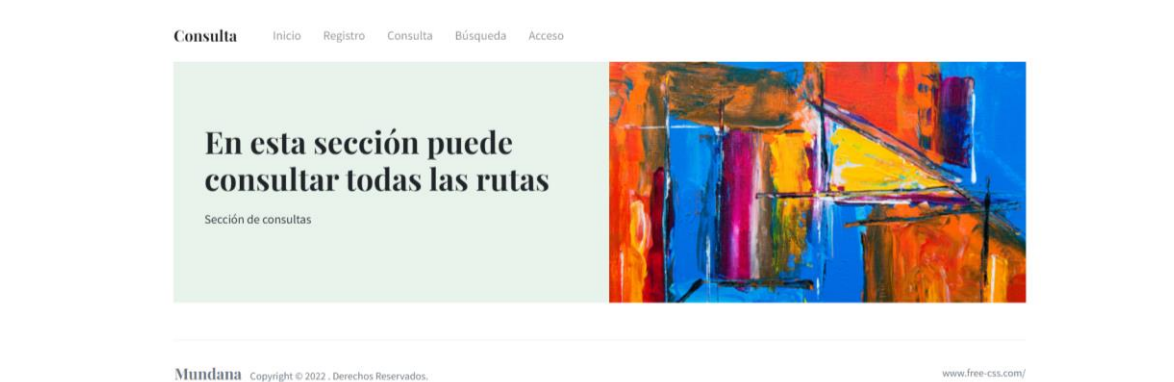 Consulta Inicio Registro Consulta Búsqueda Acceso
En esta sección puede
consultar todas las rutas
Sección de consultas
Mundana Copyright © 2022 . Derechos Reservados. www.free-css.com/